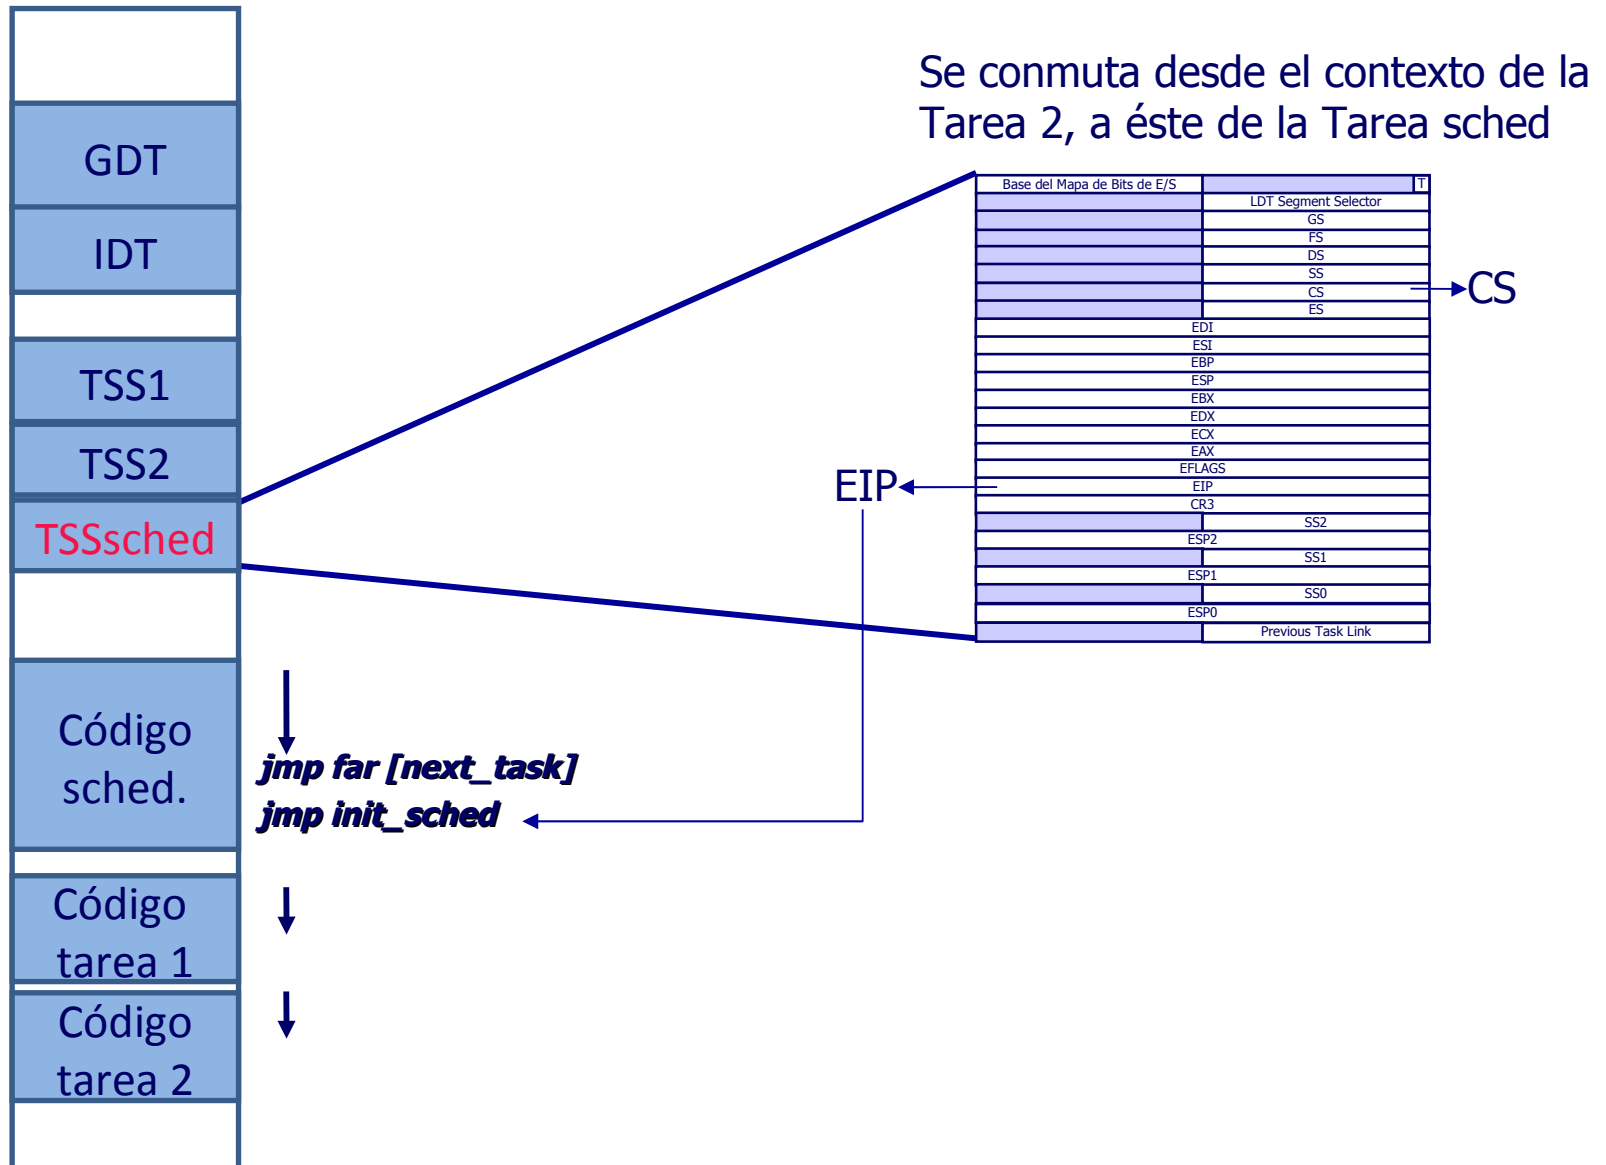 Se conmuta desde el contexto de la
Tarea 2, a éste de la Tarea sched
GDT
IDT
TSS1
TSS2
TSSsched
Código
sched.
Código
tarea 1
Código
tarea 2
jmp far [next_task]
jmp init_sched
EIP
CS
Base del Mapa de Bits de E/S
T
LDT Segment Selector
GS
FS
DS
SS
CS
ES
EDI
ESI
EBP
ESP
EBX
EDX
ECX
EAX
EFLAGS
EIP
CR3
SS2
ESP2
SS1
ESP1
SS0
ESP0
Previous Task Link